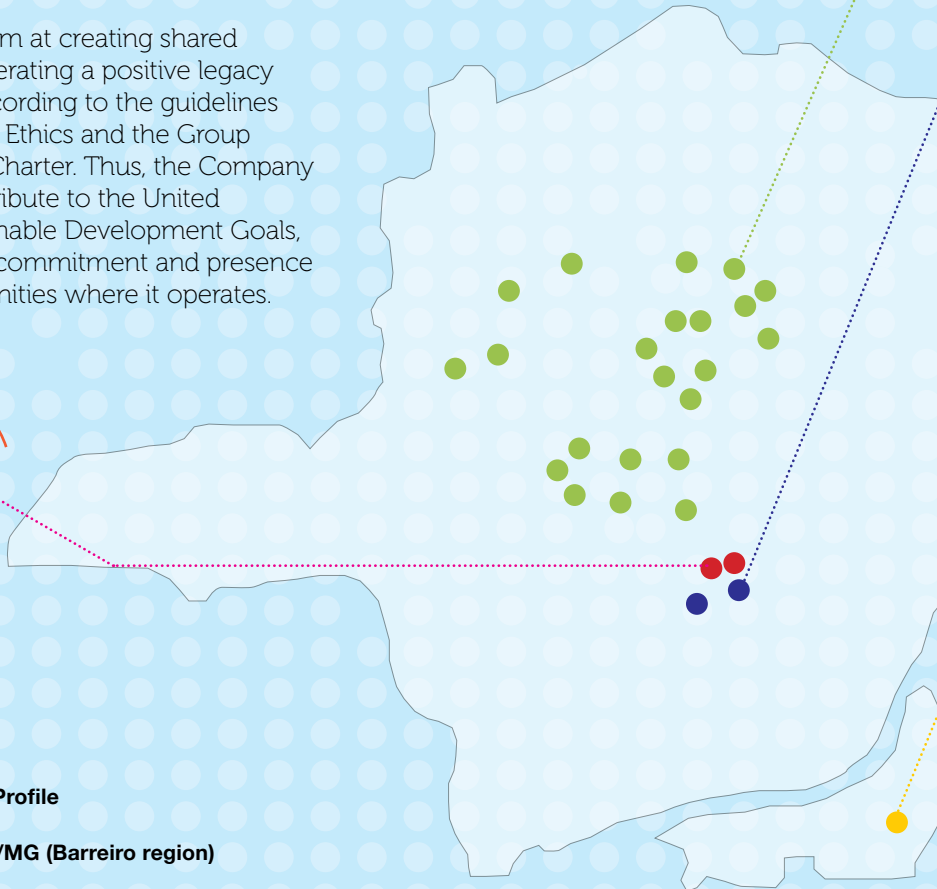 m at creating shared
erating a positive legacy
cording to the guidelines
Ethics and the Group
Charter. Thus, the Company
ribute to the United
nable Development Goals,
commitment and presence
nities where it operates.
Profile
/MG (Barreiro region)